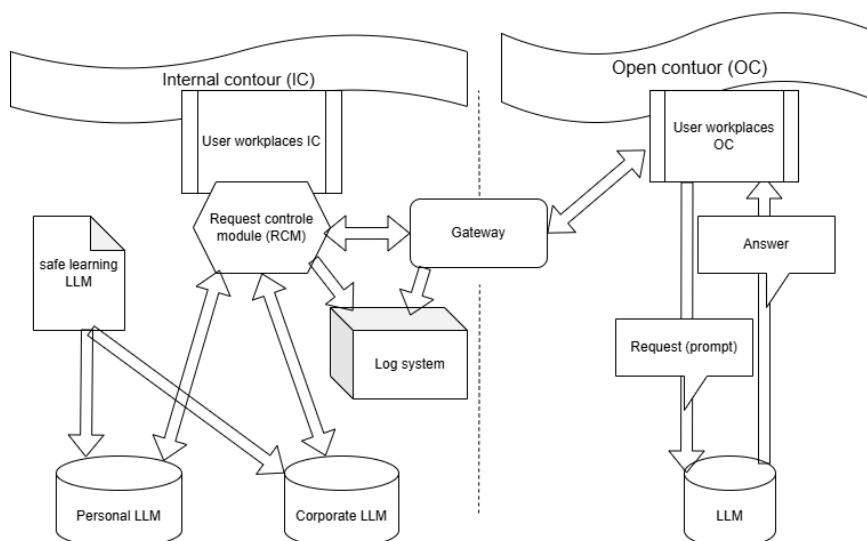 Internal contour (IC)
Open contuor (OC)
User workplaces IC
User workplaces
OC
Request controle
module (RCM)
Gateway
safe learning
LLM
Answer
Log system
Request (prompt)
Personal LLM
Corporate LLM
LLM